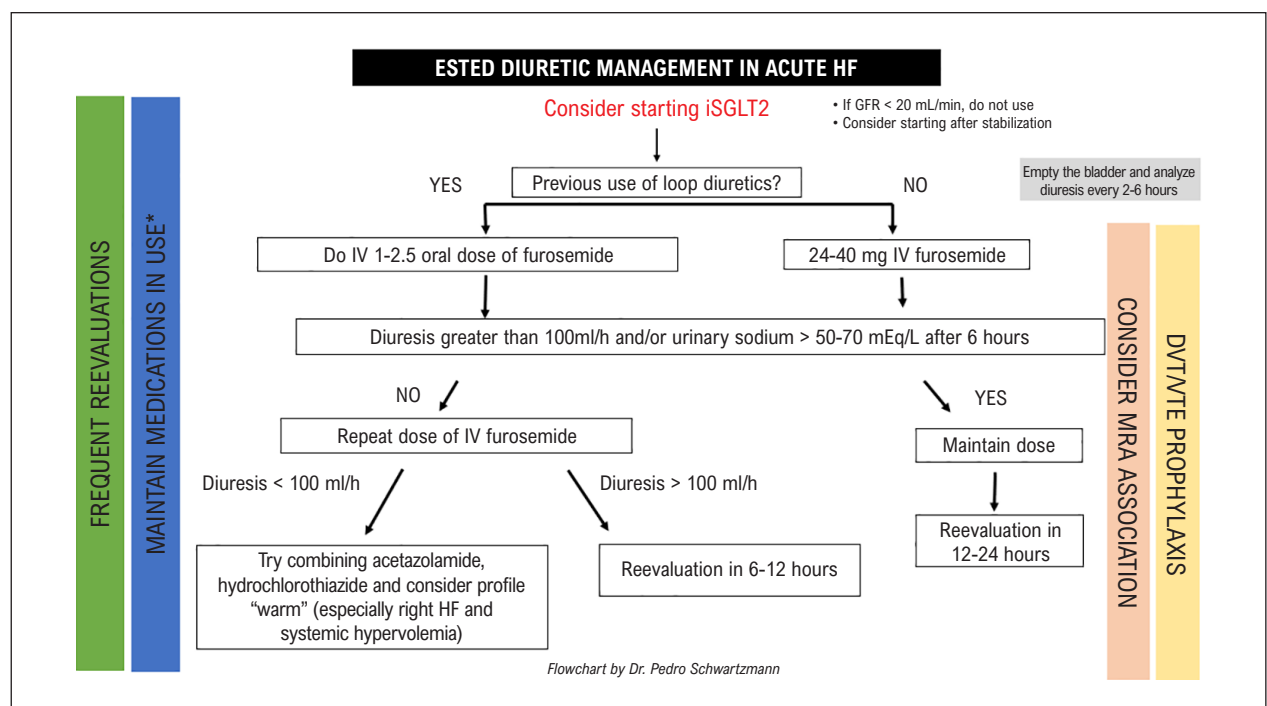 ESTED DIURETIC MANAGEMENT IN ACUTE HF
Consider starting iSGLT2
• If GFR < 20 mL/min, do not use
• Consider starting after stabilization
YES
Previous use of loop diuretics?
NO
Empty the bladder and analyze
diuresis every 2-6 hours
Do IV 1-2.5 oral dose of furosemide
24-40 mg IV furosemide
Diuresis greater than 100ml/h and/or urinary sodium > 50-70 mEq/L after 6 hours
NO
YES
Repeat dose of IV furosemide
Maintain dose
Diuresis < 100 ml/h
Diuresis > 100 ml/h
Reevaluation in
12-24 hours
Try combining acetazolamide,
hydrochlorothiazide and consider profile
“warm” (especially right HF and
systemic hypervolemia)
Reevaluation in 6-12 hours
Flowchart by Dr. Pedro Schwartzmann
FREQUENT REEVALUATIONS
MAINTAIN MEDICATIONS IN USE*
CONSIDER MRA ASSOCIATION
DVT/VTE PROPHYLAXIS